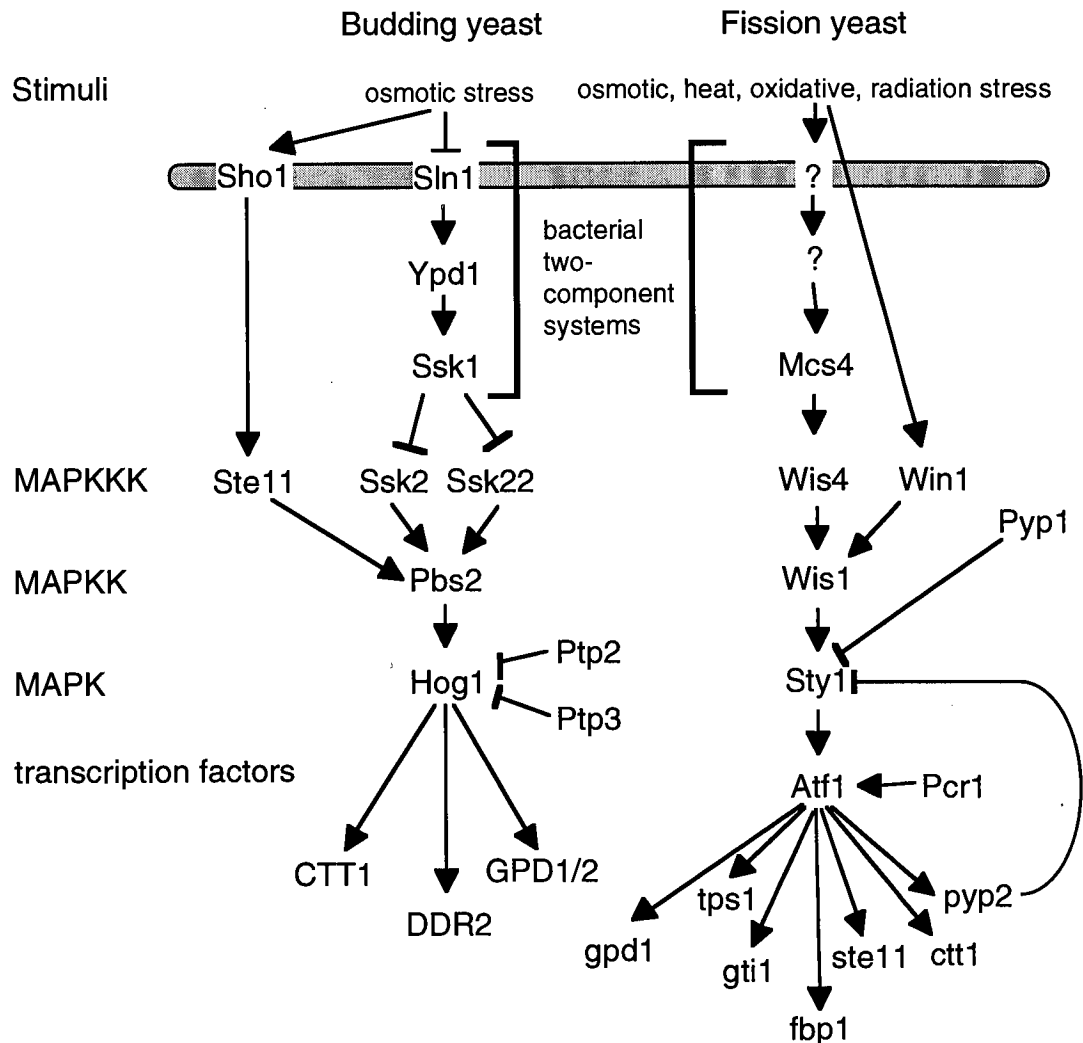 Budding yeast
Fission yeast
Stimuli
osmotic stress
osmotic, heat, oxidative, radiation stress
Sho1
Sln1
?
bacterial
two-
component
systems
Ypd1
?
Ssk1
Mcs4
MAPKKK
Ste11
Ssk2
Ssk22
Wis4
Win1
Pyp1
MAPKK
Pbs2
Wis1
Ptp2
MAPK
Hog1
Sty1
Ptp3
transcription factors
Atf1
Pcr1
CTT1
GPD1/2
DDR2
tps1
pyp2
gpd1
gti1
ste11
ctt1
fbp1